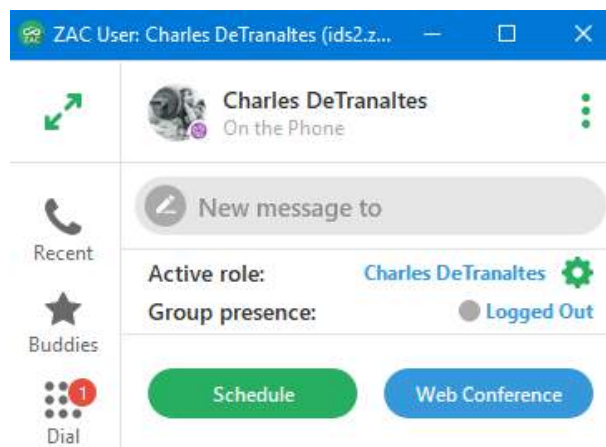 ZAC User: Charles DeTranaltes (ids2.z...
Charles DeTranaltes
On the Phone
New message to
Recent
Active role: Charles DeTranaltes
Group presence: Logged Out
Buddies
1
Schedule Web Conference
Dial